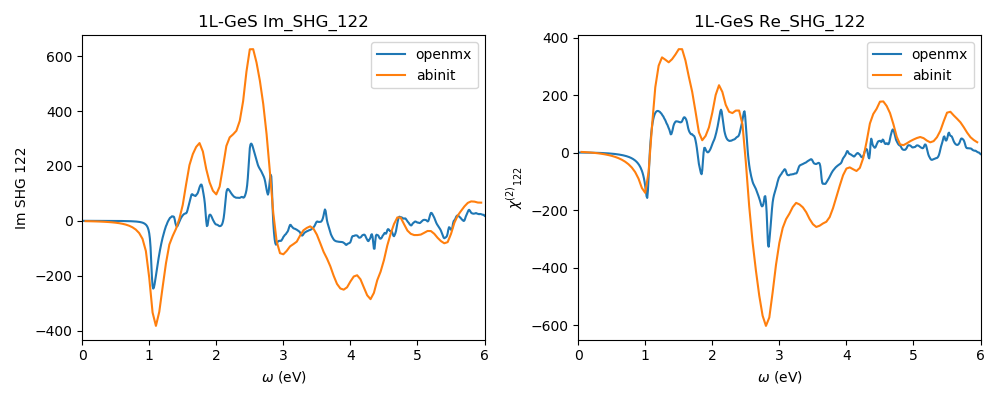 1L-GeS Im_SHG_122
Im SHG 122
600
400
200
0
−200
−400
0 1 2 3 4 5 6
ω (eV)
openmx
abinit
1L-GeS Re_SHG_122
χ⁽²⁾₁₂₂
400
200
0
−200
−400
−600
0 1 2 3 4 5 6
ω (eV)
openmx
abinit